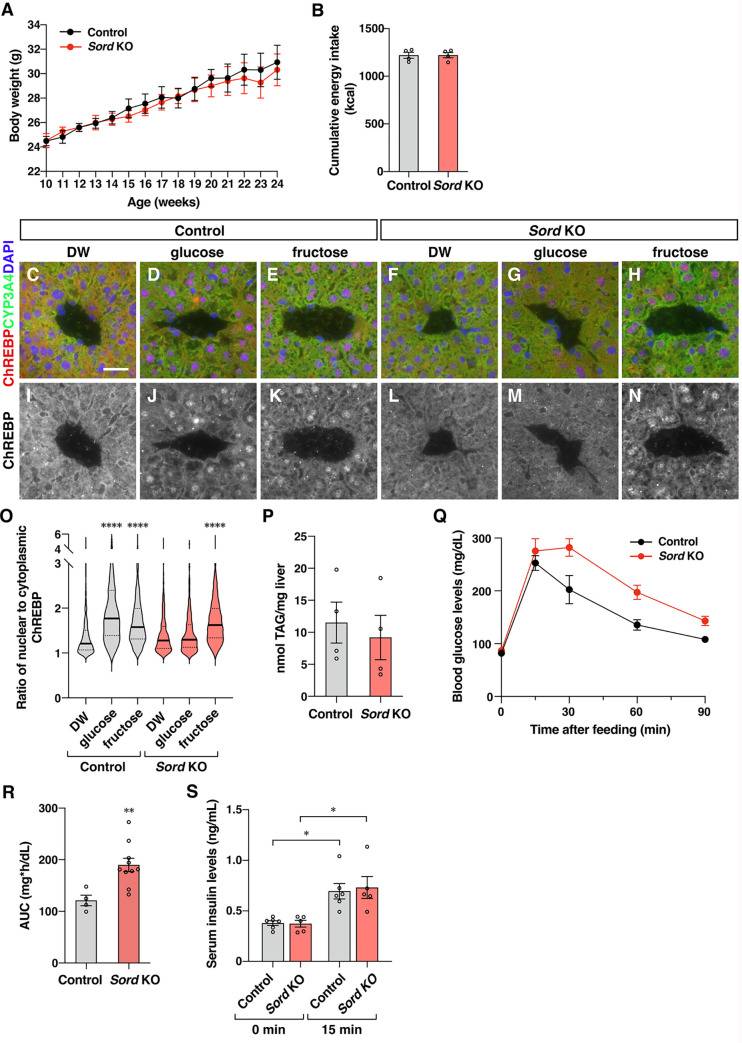 A
Body weight (g)
34
32
30
28
26
24
22
Control
Sord KO
10 11 12 13 14 15 16 17 18 19 20 21 22 23 24
Age (weeks)
B
Cumulative energy intake
(kcal)
1500
1000
500
0
Control Sord KO
Control Sord KO
DW glucose fructose DW glucose fructose
ChREBPCYP3A4DAPI
C D E F G H
ChREBP
I J K L M N
O
Ratio of nuclear to cytoplasmic
ChREBP
6
4
3
2
1
**** **** ****
DW glucose fructose DW glucose fructose
Control Sord KO
P
nmol TAG/mg liver
25
20
15
10
5
0
Control Sord KO
Q
Blood glucose levels (mg/dL)
300
200
100
0
Control
Sord KO
0 30 60 90
Time after feeding (min)
R
AUC (mg*h/dL)
300
200
100
0
**
Control Sord KO
S
Serum insulin levels (ng/mL)
1.5
1.0
0.5
0
*
*
Control Sord KO Control Sord KO
0 min 15 min